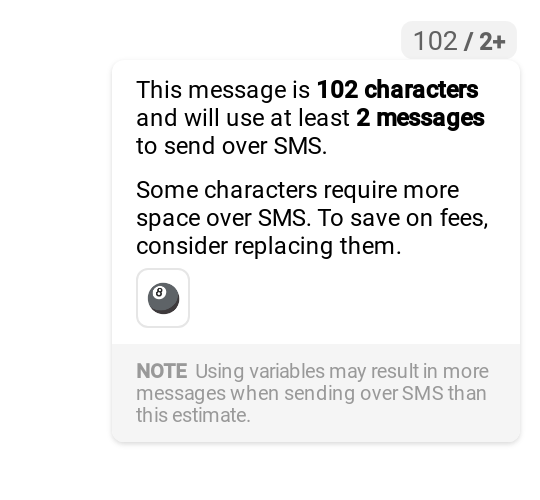 102 / 2+
This message is 102 characters
and will use at least 2 messages
to send over SMS.
Some characters require more
space over SMS. To save on fees,
consider replacing them.
8
NOTE Using variables may result in more
messages when sending over SMS than
this estimate.